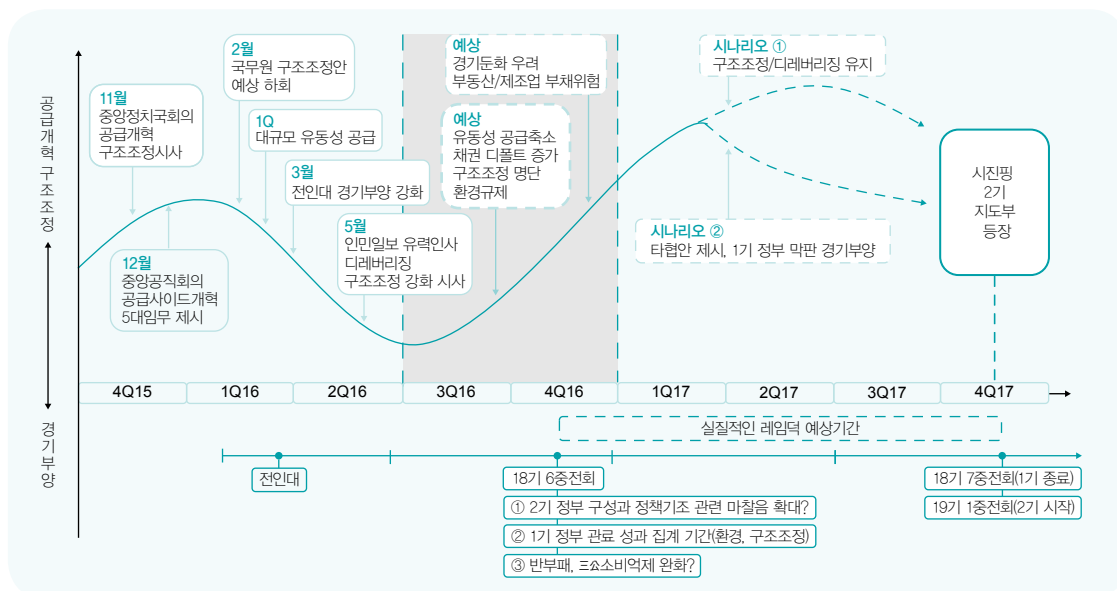 공급개혁 구조조정
경기부양
11월
중앙정치국회의
공급개혁
구조조정시사
12월
중앙공직회의
공급사이드개혁
5대임무 제시
2월
국무원 구조조정안
예상 하회
1Q
대규모 유동성 공급
3월
전인대 경기부양 강화
5월
인민일보 유력인사
디레버리징
구조조정 강화 시사
예상
경기둔화 우려
부동산/제조업 부채위험
예상
유동성 공급축소
채권 디폴트 증가
구조조정 명단
환경규제
시나리오 ①
구조조정/디레버리징 유지
시나리오 ②
타협안 제시, 1기 정부 막판 경기부양
시진핑
2기
지도부
등장
4Q15
1Q16
2Q16
3Q16
4Q16
1Q17
2Q17
3Q17
4Q17
실질적인 레임덕 예상기간
전인대
18기 6중전회
① 2기 정부 구성과 정책기조 관련 마찰음 확대?
② 1기 정부 관료 성과 집계 기간(환경, 구조조정)
③ 반부패, 三公소비억제 완화?
18기 7중전회(1기 종료)
19기 1중전회(2기 시작)